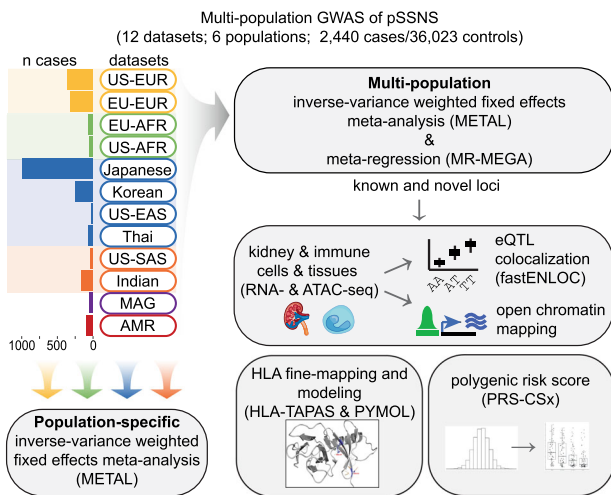 Multi-population GWAS of pSSNS
(12 datasets; 6 populations; 2,440 cases/36,023 controls)
n cases
datasets
US-EUR
EU-EUR
EU-AFR
US-AFR
Japanese
Korean
US-EAS
Thai
US-SAS
Indian
MAG
AMR
1000
500
0
Population-specific
inverse-variance weighted
fixed effects meta-analysis
(METAL)
Multi-population
inverse-variance weighted fixed effects
meta-analysis (METAL)
&
meta-regression (MR-MEGA)
known and novel loci
kidney & immune
cells & tissues
(RNA- & ATAC-seq)
AA
AT
TT
eQTL
colocalization
(fastENLOC)
open chromatin
mapping
HLA fine-mapping and
modeling
(HLA-TAPAS & PYMOL)
polygenic risk score
(PRS-CSx)